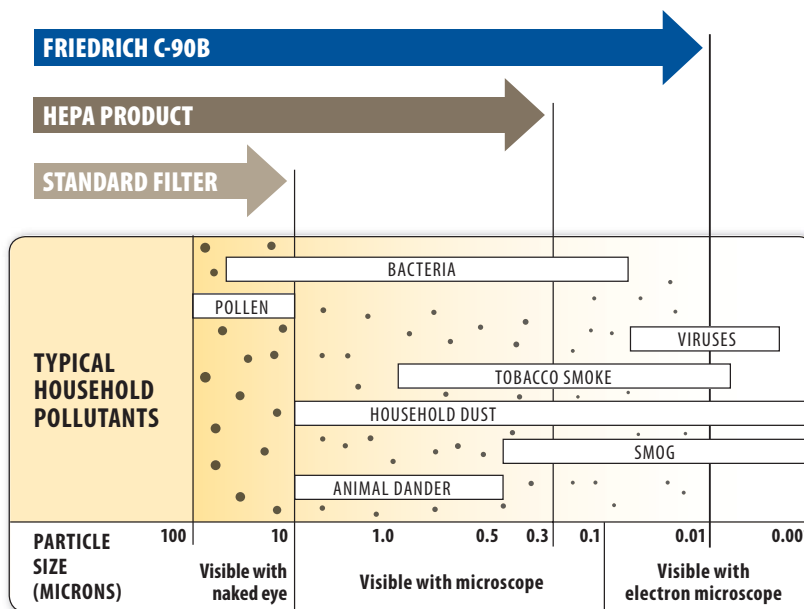 FRIEDRICH C-90B
HEPA PRODUCT
STANDARD FILTER
TYPICAL
HOUSEHOLD
POLLUTANTS
BACTERIA
POLLEN
VIRUSES
TOBACCO SMOKE
HOUSEHOLD DUST
SMOG
ANIMAL DANDER
PARTICLE
SIZE
(MICRONS)
100 10 1.0 0.5 0.3 0.1 0.01 0.00
Visible with
naked eye
Visible with microscope
Visible with
electron microscope